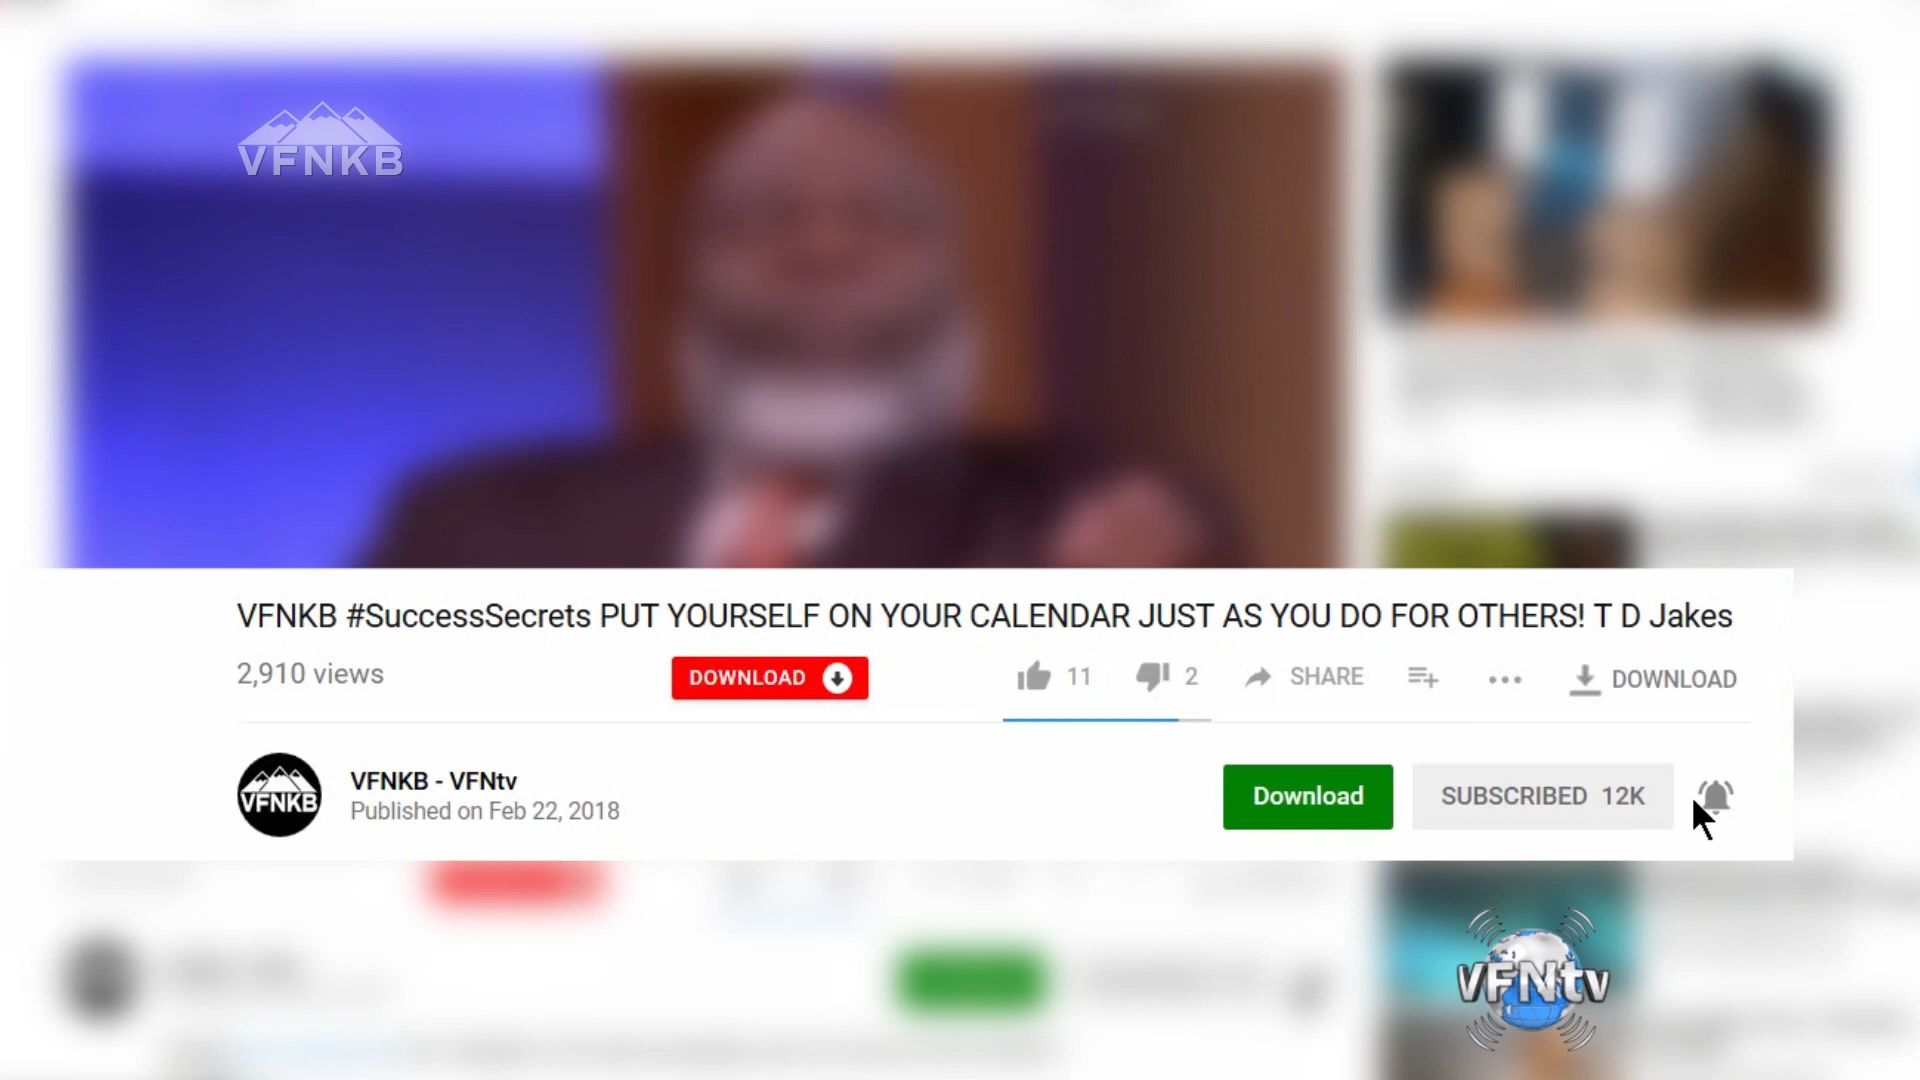 VFNKB
VFNKB #SuccessSecrets PUT YOURSELF ON YOUR CALENDAR JUST AS YOU DO FOR OTHERS! T D Jakes
2,910 views
DOWNLOAD
11
2
SHARE
DOWNLOAD
VFNKB
VFNKB - VFNtv
Published on Feb 22, 2018
Download
SUBSCRIBED 12K
VFNtv